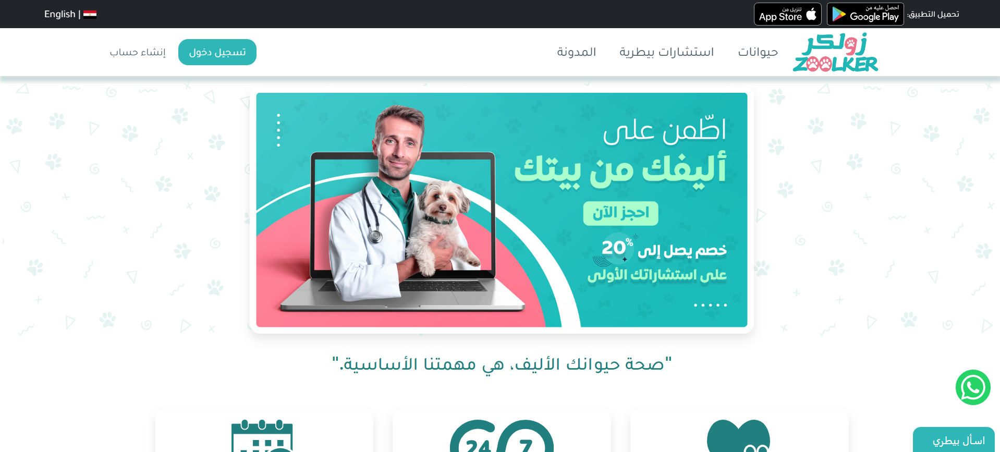 تحميل التطبيق:
احصل عليه من
Google Play
تنزيل من
App Store
English |
زولكر
ZOOLKER
حيوانات
استشارات بيطرية
المدونة
تسجيل دخول
إنشاء حساب
اطّمن على
أليفك من بيتك
احجز الآن
خصم يصل إلى 20%
على استشاراتك الأولى
"صحة حيوانك الأليف، هي مهمتنا الأساسية."
24
7
اسأل بيطري